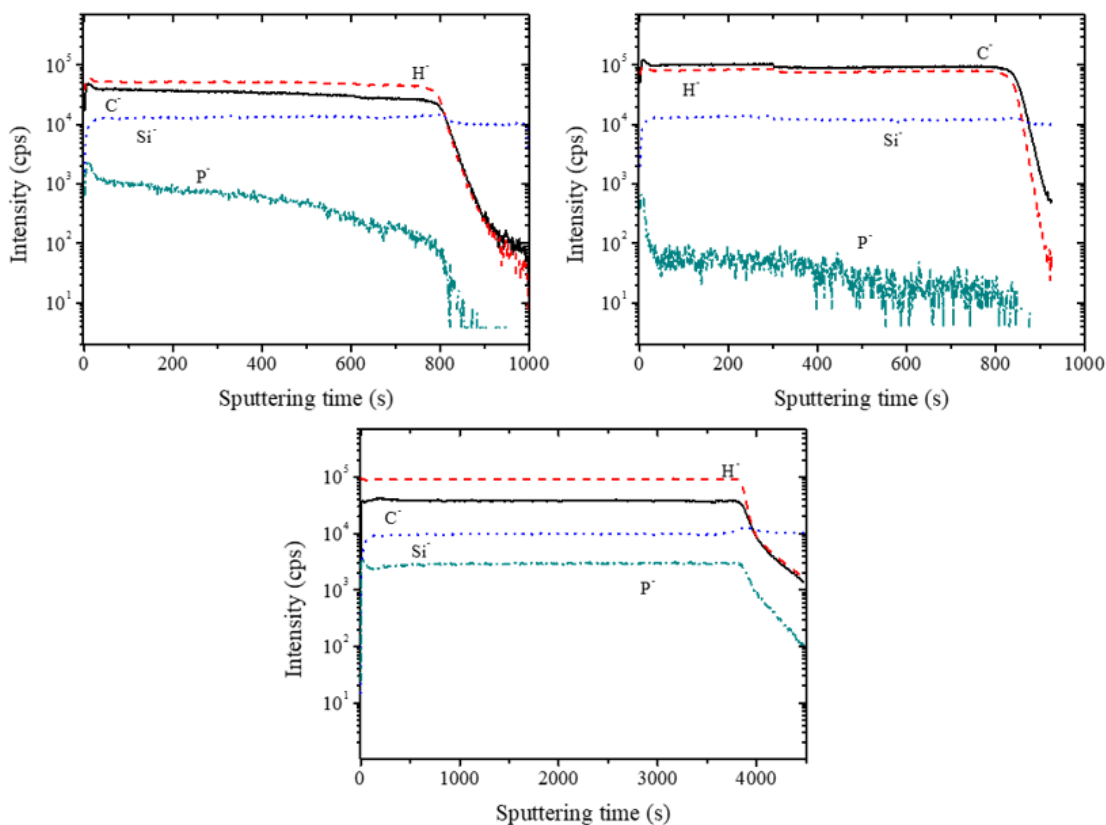 10⁵
10⁴
10³
10²
10¹
Intensity (cps)
H⁻
C⁻
Si⁻
P⁻
0 200 400 600 800 1000
Sputtering time (s)
10⁵
10⁴
10³
10²
10¹
Intensity (cps)
C⁻
H⁻
Si⁻
P⁻
0 200 400 600 800 1000
Sputtering time (s)
10⁵
10⁴
10³
10²
10¹
Intensity (cps)
H⁻
C⁻
Si⁻
P⁻
0 1000 2000 3000 4000
Sputtering time (s)